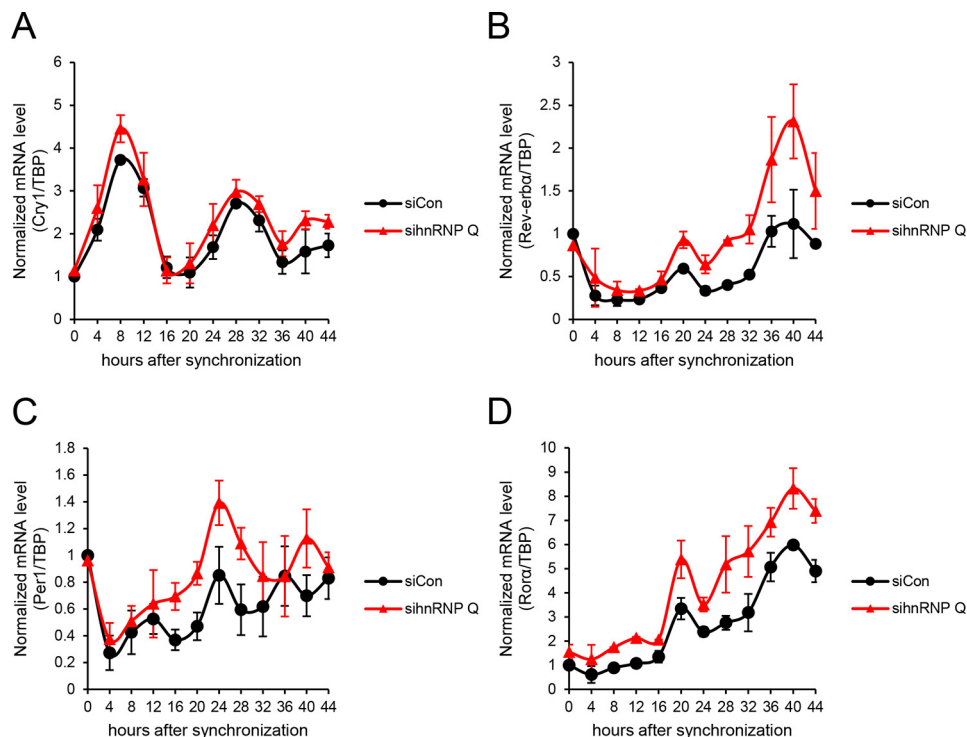 A
Normalized mRNA level
(Cry1/TBP)
6
5
4
3
2
1
0
0 4 8 12 16 20 24 28 32 36 40 44
hours after synchronization
siCon
sihnRNP Q
B
Normalized mRNA level
(Rev-erbα/TBP)
3
2.5
2
1.5
1
0.5
0
0 4 8 12 16 20 24 28 32 36 40 44
hours after synchronization
siCon
sihnRNP Q
C
Normalized mRNA level
(Per1/TBP)
1.8
1.6
1.4
1.2
1
0.8
0.6
0.4
0.2
0
0 4 8 12 16 20 24 28 32 36 40 44
hours after synchronization
siCon
sihnRNP Q
D
Normalized mRNA level
(Rorα/TBP)
10
9
8
7
6
5
4
3
2
1
0
0 4 8 12 16 20 24 28 32 36 40 44
hours after synchronization
siCon
sihnRNP Q